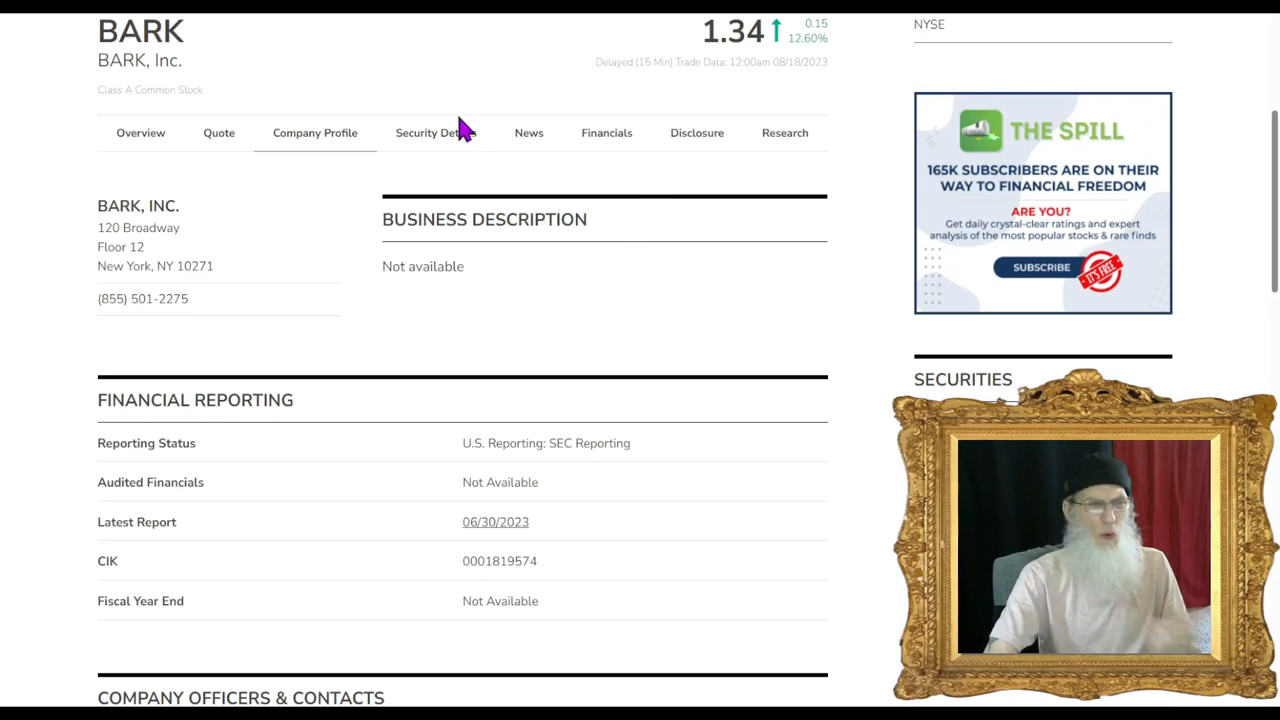 BARK
BARK, Inc.
Class A Common Stock
1.34
0.15
12.60%
Delayed (15 Min) Trade Data: 12:00am 08/18/2023
Overview Quote Company Profile Security News Financials Disclosure Research
BARK, INC.
120 Broadway
Floor 12
New York, NY 10271
(855) 501-2275
BUSINESS DESCRIPTION
Not available
FINANCIAL REPORTING
Reporting Status U.S. Reporting: SEC Reporting
Audited Financials Not Available
Latest Report 06/30/2023
CIK 0001819574
Fiscal Year End Not Available
COMPANY OFFICERS & CONTACTS
NYSE
THE SPILL
165K SUBSCRIBERS ARE ON THEIR
WAY TO FINANCIAL FREEDOM
ARE YOU?
Get daily crystal-clear ratings and expert
analysis of the most popular stocks & rare finds
SUBSCRIBE
IT'S FREE
SECURITIES